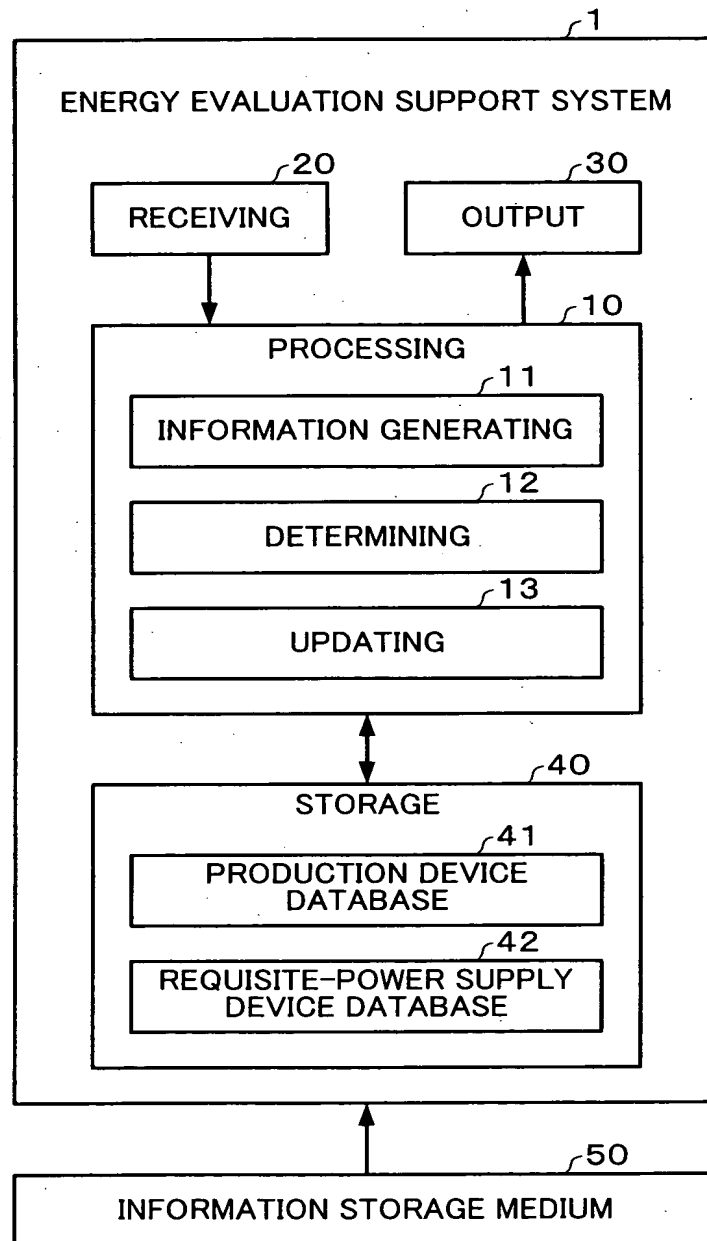 1
ENERGY EVALUATION SUPPORT SYSTEM
20
30
RECEIVING
OUTPUT
10
PROCESSING
11
INFORMATION GENERATING
12
DETERMINING
13
UPDATING
40
STORAGE
41
PRODUCTION DEVICE
DATABASE
42
REQUISITE-POWER SUPPLY
DEVICE DATABASE
50
INFORMATION STORAGE MEDIUM